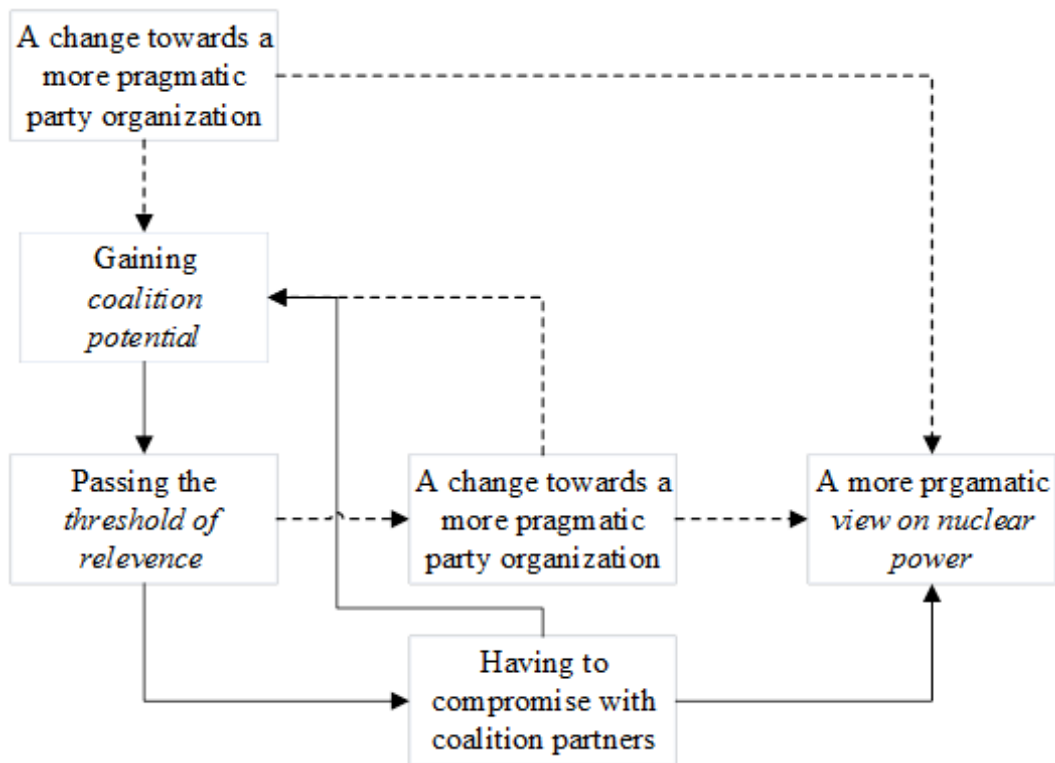 A change towards a
more pragmatic
party organization
Gaining
coalition
potential
Passing the
threshold of
relevence
A change towards a
more pragmatic
party organization
A more prgamatic
view on nuclear
power
Having to
compromise with
coalition partners